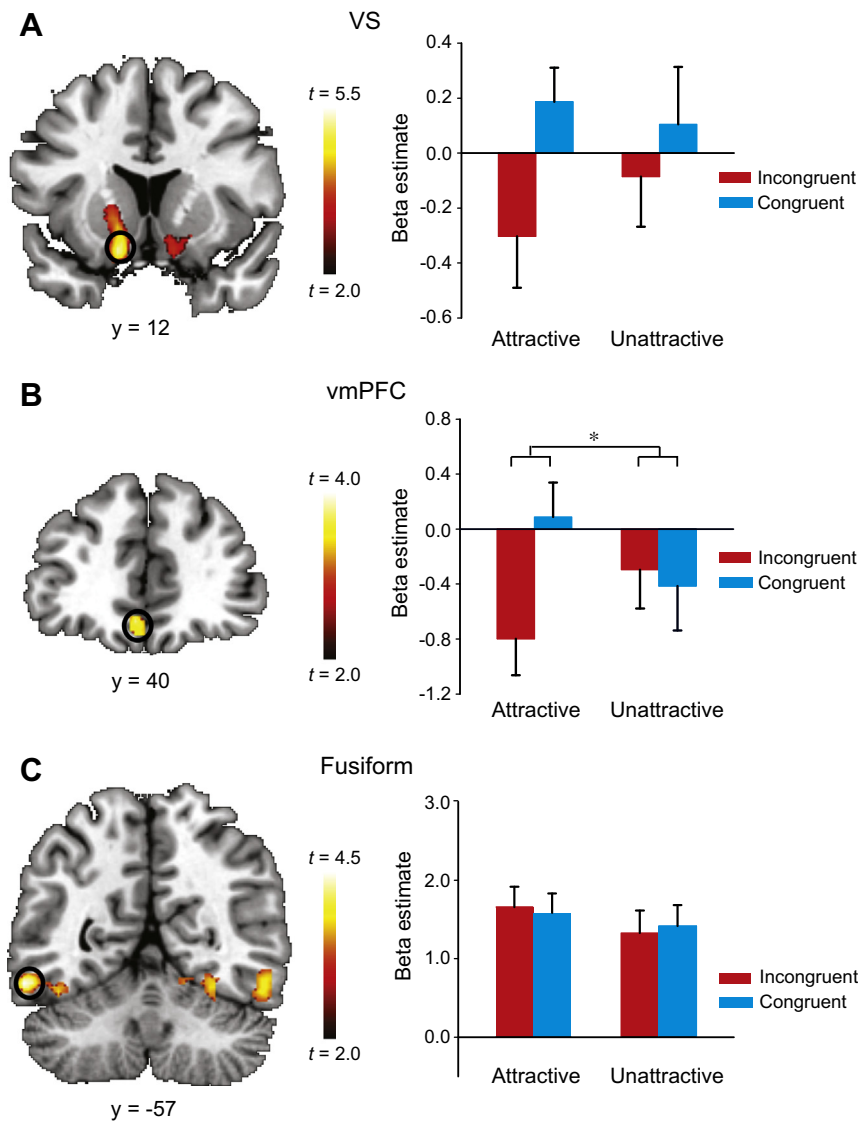 A
VS
t = 5.5
t = 2.0
y = 12
Beta estimate
0.4
0.2
0.0
-0.2
-0.4
-0.6
Attractive
Unattractive
Incongruent
Congruent
B
vmPFC
t = 4.0
t = 2.0
y = 40
Beta estimate
0.8
0.4
0.0
-0.4
-0.8
-1.2
*
Attractive
Unattractive
Incongruent
Congruent
C
Fusiform
t = 4.5
t = 2.0
y = -57
Beta estimate
3.0
2.0
1.0
0.0
Attractive
Unattractive
Incongruent
Congruent